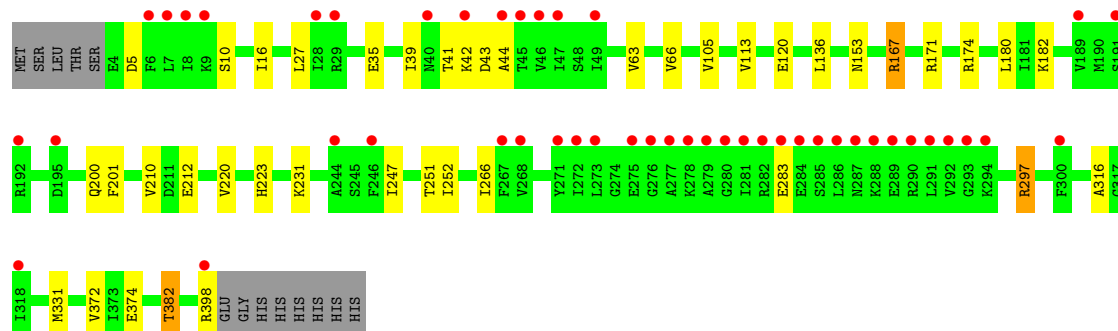 MET SER LEU THR SER E4 D5 F6 L7 I8 K9 S10 I16 L27 I28 R29 E35 I39 N40 T41 K42 D43 A44 T45 V46 I47 S48 I49 V63 V66 V105 V113 E120 L136 N153 R167 R171 R174 L180 I181 K182 V189 M190 S191
R192 D195 Q200 F201 V210 D211 E212 V220 H223 K231 A244 S245 F246 I247 T251 I252 I266 F267 V268 Y271 I272 L273 G274 E275 G276 A277 K278 A279 G280 I281 R282 E283 E284 S285 L286 N287 K288 E289 R290 L291 V292 G293 K294 R297 F300 A316 G317
I318 M331 V372 I373 E374 T382 R398 GLU GLY HIS HIS HIS HIS HIS HIS